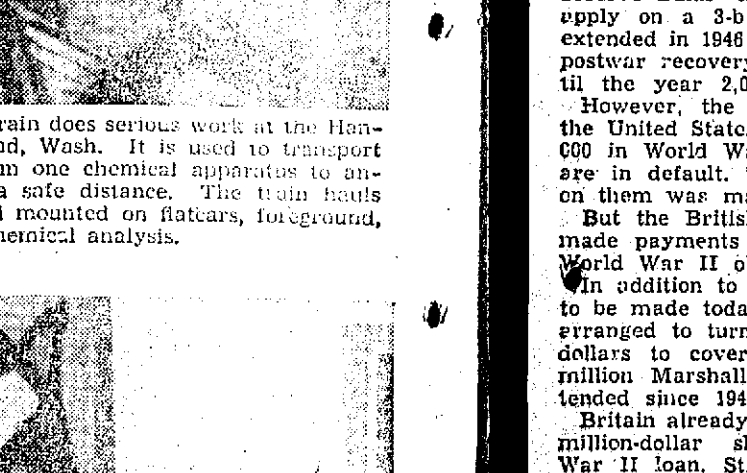 rain does serious work at the Han-
nd, Wash. It is used to transport
m one chemical apparatus to an-
a safe distance. The train hauls
l mounted on flatcars, foreground,
hemical analysis.
apply on a 3-b
extended in 1946
postwar recovery
til the year 2,0
However, the
the United State
000 in World Wa
are in default.
on them was ma
But the Britis
made payments
World War II o
In addition to
to be made toda
arranged to turn
dollars to cover
million Marshall
tended since 194
Britain already
million-dollar sl
War II loan. St